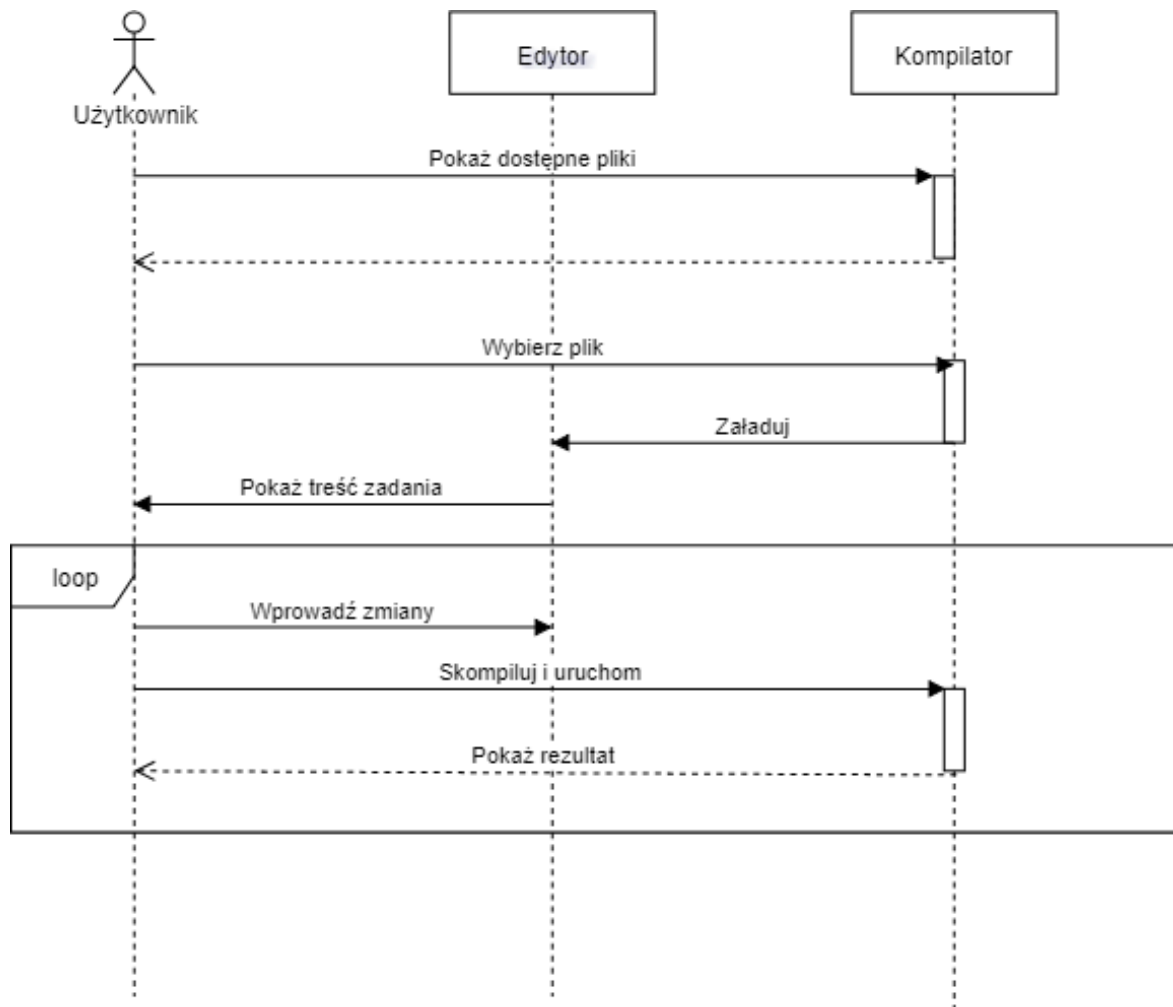 Edytor
Kompilator
Użytkownik
Pokaż dostępne pliki
Wybierz plik
Załaduj
Pokaż treść zadania
loop
Wprowadź zmiany
Skompiluj i uruchom
Pokaż rezultat